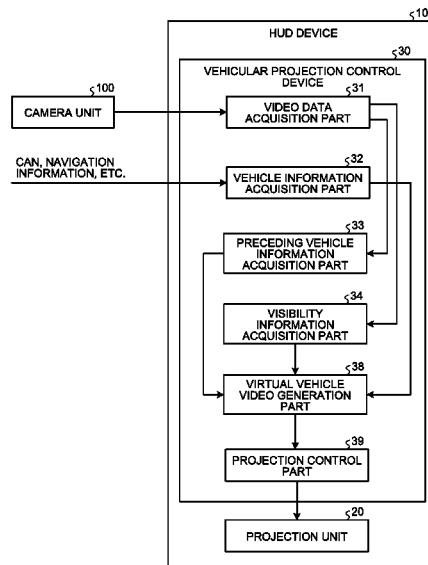 10
HUD DEVICE
30
VEHICULAR PROJECTION CONTROL
DEVICE
100
CAMERA UNIT
31
VIDEO DATA
ACQUISITION PART
CAN, NAVIGATION
INFORMATION, ETC.
32
VEHICLE INFORMATION
ACQUISITION PART
33
PRECEDING VEHICLE
INFORMATION
ACQUISITION PART
34
VISIBILITY
INFORMATION
ACQUISITION PART
38
VIRTUAL VEHICLE
VIDEO GENERATION
PART
39
PROJECTION CONTROL
PART
20
PROJECTION UNIT